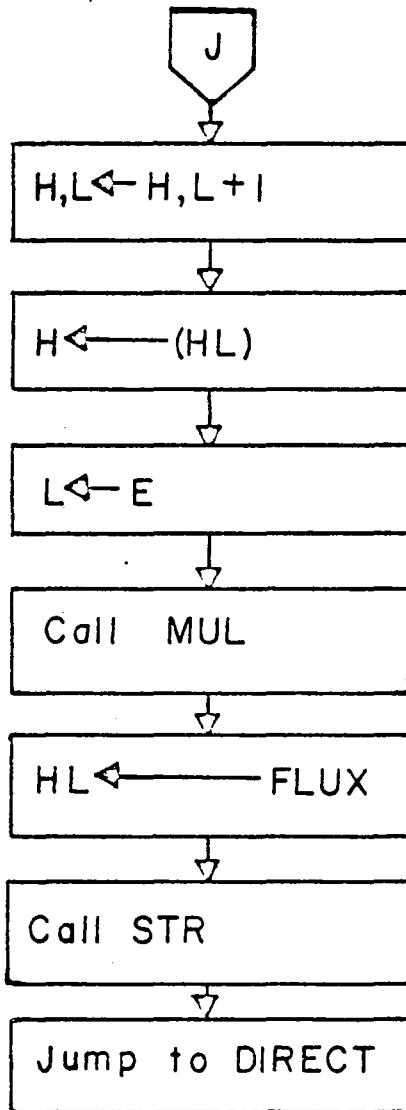 J
H,L ← H, L + 1
H ← (HL)
L ← E
Call MUL
HL ← FLUX
Call STR
Jump to DIRECT